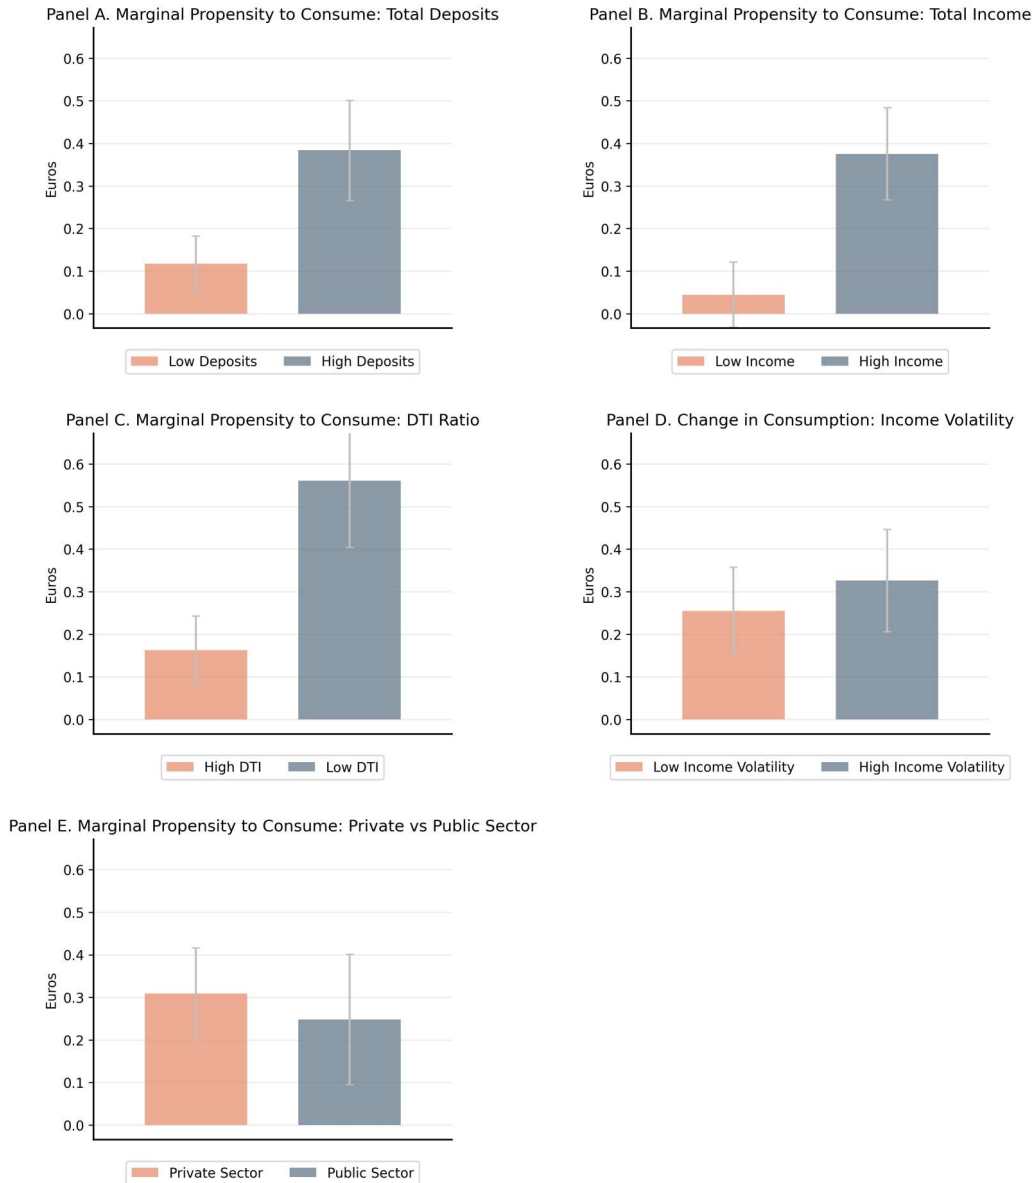 Panel A. Marginal Propensity to Consume: Total Deposits
0.6
0.5
0.4
0.3
0.2
0.1
0.0
Euros
Low Deposits High Deposits
Panel B. Marginal Propensity to Consume: Total Income
0.6
0.5
0.4
0.3
0.2
0.1
0.0
Euros
Low Income High Income
Panel C. Marginal Propensity to Consume: DTI Ratio
0.6
0.5
0.4
0.3
0.2
0.1
0.0
Euros
High DTI Low DTI
Panel D. Change in Consumption: Income Volatility
0.6
0.5
0.4
0.3
0.2
0.1
0.0
Euros
Low Income Volatility High Income Volatility
Panel E. Marginal Propensity to Consume: Private vs Public Sector
0.6
0.5
0.4
0.3
0.2
0.1
0.0
Euros
Private Sector Public Sector